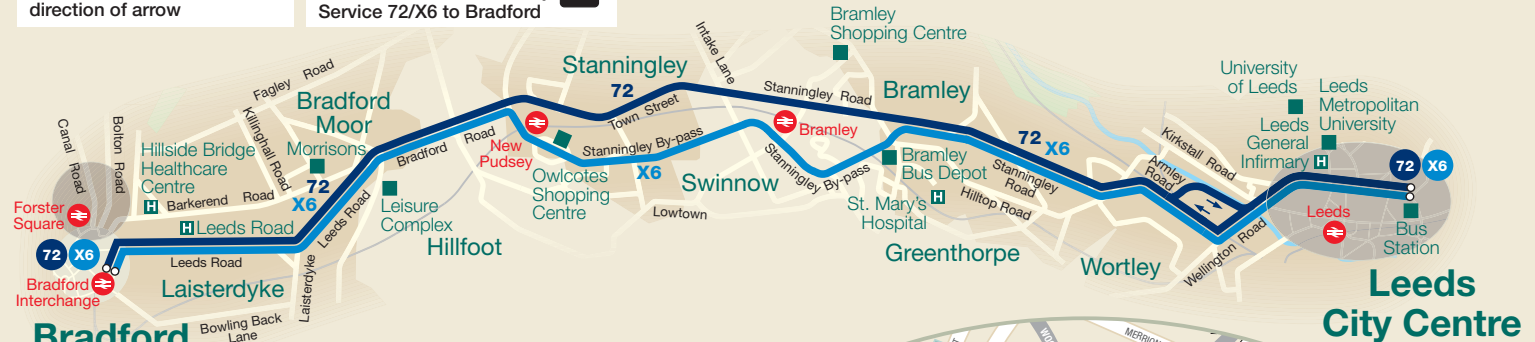 direction of arrow
Service 72/X6 to Bradford
Bramley
Shopping Centre
Intake Lane
Stanningley
72
Town Street
Stanningley Road
Bramley
Fagley Road
Bradford
Moor
Morrisons
Killinghall Road
Canal Road
Bolton Road
Hillside Bridge
Healthcare
Centre
H
Barkerend Road
72
X6
Bradford Road
New
Pudsey
Owlcotes
Shopping
Centre
Stanningley By-pass
X6
Bramley
Stanningley By-pass
Swinnow
Lowtown
Forster
Square
H Leeds Road
Leeds Road
Leisure
Complex
Hillfoot
72 X6
Bradford
Interchange
Leeds Road
Laisterdyke
Laisterdyke
Bowling Back
Lane
Bradford
Bramley
Bus Depot
St. Mary's H
Hospital
72 X6
Stanningley
Road
Hilltop Road
Greenthorpe
Wortley
Armley
Road
Kirkstall Road
Wellington Road
University
of Leeds
Leeds
Metropolitan
University
Leeds
General
Infirmary H
72 X6
Leeds
Bus
Station
Leeds
City Centre
MERRION